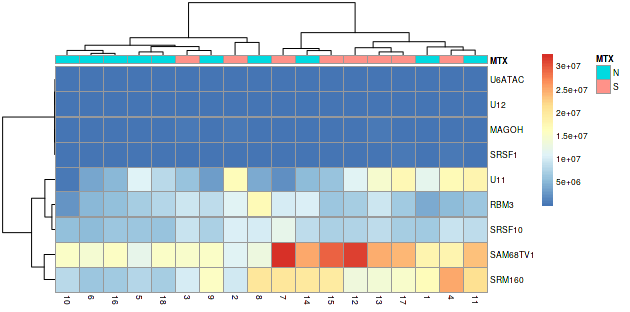 MTX
U6ATAC
U12
MAGOH
SRSF1
U11
RBM3
SRSF10
SAM68TV1
SRM160
10 6 16 5 18 3 9 2 8 7 14 15 12 13 17 1 4 11
3e+07
2.5e+07
2e+07
1.5e+07
1e+07
5e+06
MTX
N
S